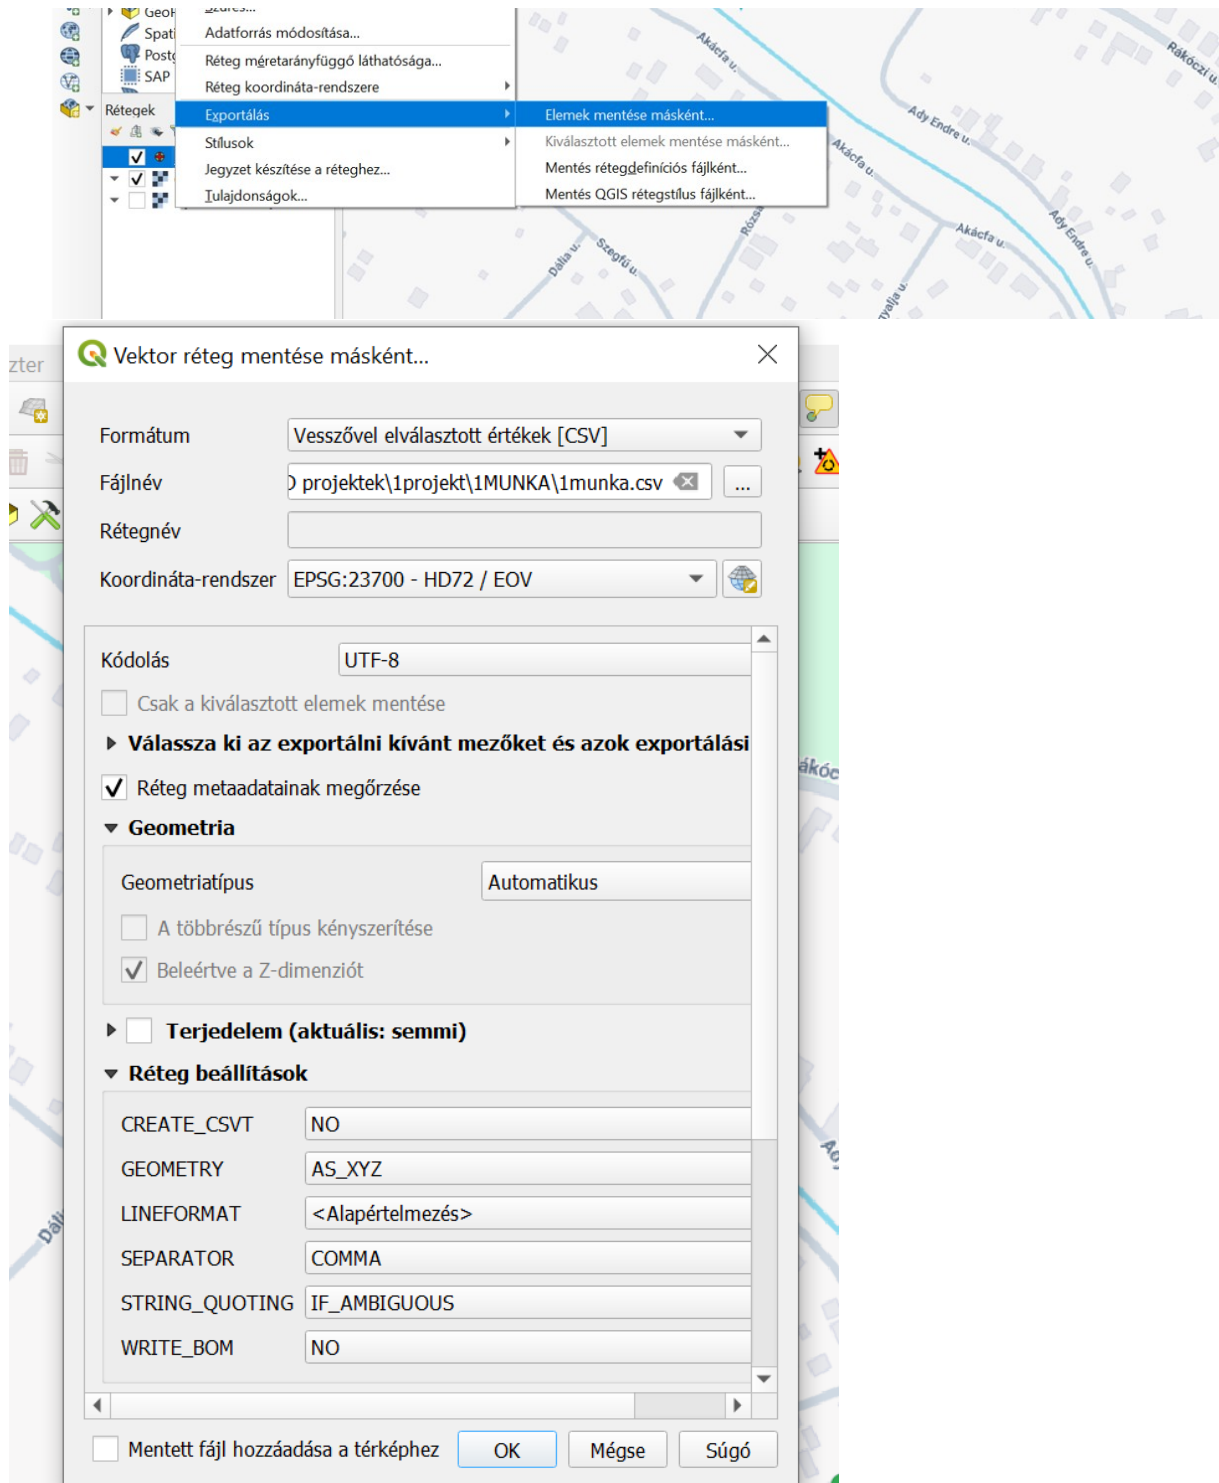 Szűrés...
Adatforrás módosítása...
Réteg méretarányfüggő láthatósága...
Réteg koordináta-rendszere
Exportálás
Stílusok
Jegyzet készítése a réteghez...
Tulajdonságok...
Elemek mentése másként...
Kiválasztott elemek mentése másként...
Mentés rétegdefiníciós fájlként...
Mentés QGIS rétegstílus fájlként...
Spati
SAP
Rétegek
Akácfa u.
Rákóczi u.
Ady Endre u.
Akácfa u.
Rózsa
Ady Endre u.
Akácfa u.
Szegfű u.
Dália u.
nyalja u.
zter
Vektor réteg mentése másként...
Formátum
Vesszővel elválasztott értékek [CSV]
Fájlnév
projektek\1projekt\1MUNKA\1munka.csv
...
Rétegnév
Koordináta-rendszer
EPSG:23700 - HD72 / EOV
Kódolás
UTF-8
Csak a kiválasztott elemek mentése
Válassza ki az exportálni kívánt mezőket és azok exportálási
Réteg metaadatainak megőrzése
Geometria
Geometriatípus
Automatikus
A többrészű típus kényszerítése
Beleértve a Z-dimenziót
Terjedelem (aktuális: semmi)
Réteg beállítások
CREATE_CSVT
NO
GEOMETRY
AS_XYZ
LINEFORMAT
<Alapértelmezés>
SEPARATOR
COMMA
STRING_QUOTING
IF_AMBIGUOUS
WRITE_BOM
NO
Mentett fájl hozzáadása a térképhez
OK
Mégse
Súgó